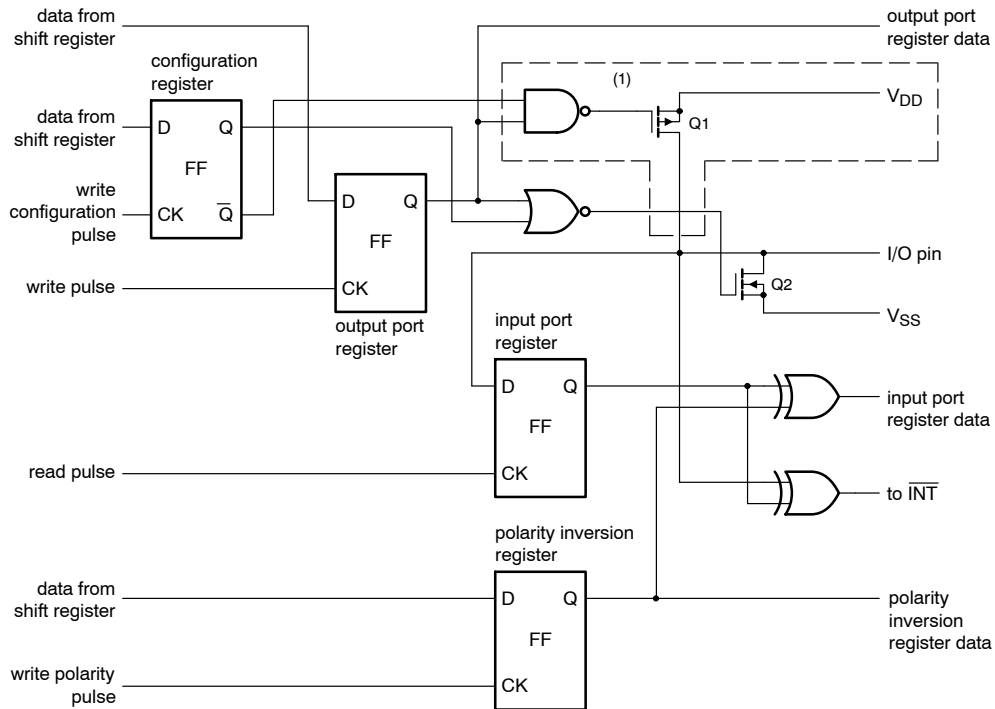 data from
shift register
output port
register data
configuration
register
(1)
VDD
Q1
data from
shift register
D Q
FF
CK Q̅
write
configuration
pulse
D Q
FF
CK
I/O pin
Q2
write pulse
VSS
output port
register
input port
register
D Q
FF
CK
input port
register data
read pulse
to I̅N̅T̅
polarity inversion
register
data from
shift register
D Q
FF
CK
polarity
inversion
register data
write polarity
pulse